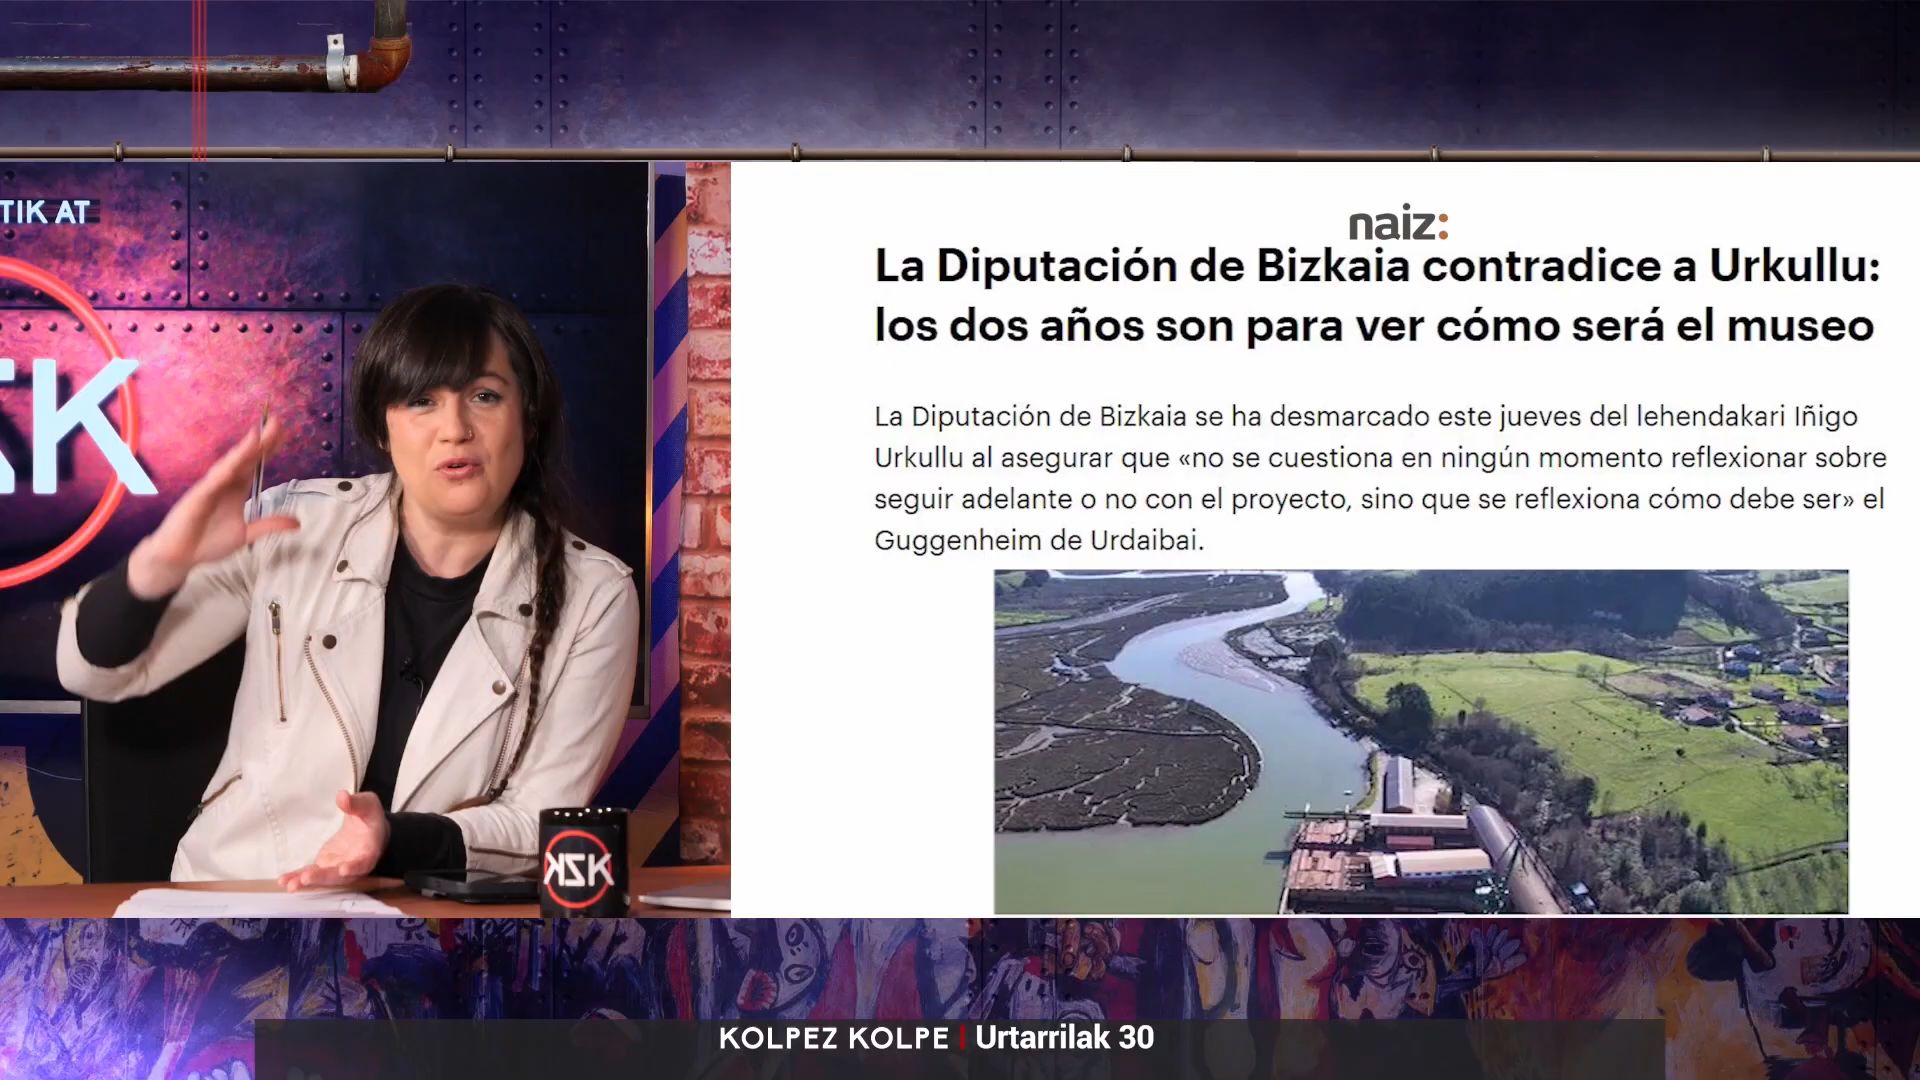 TIK AT
ZK
naiz:
La Diputación de Bizkaia contradice a Urkullu:
los dos años son para ver cómo será el museo
La Diputación de Bizkaia se ha desmarcado este jueves del lehendakari Iñigo
Urkullu al asegurar que «no se cuestiona en ningún momento reflexionar sobre
seguir adelante o no con el proyecto, sino que se reflexiona cómo debe ser» el
Guggenheim de Urdaibai.
KZK
KOLPEZ KOLPE | Urtarrilak 30